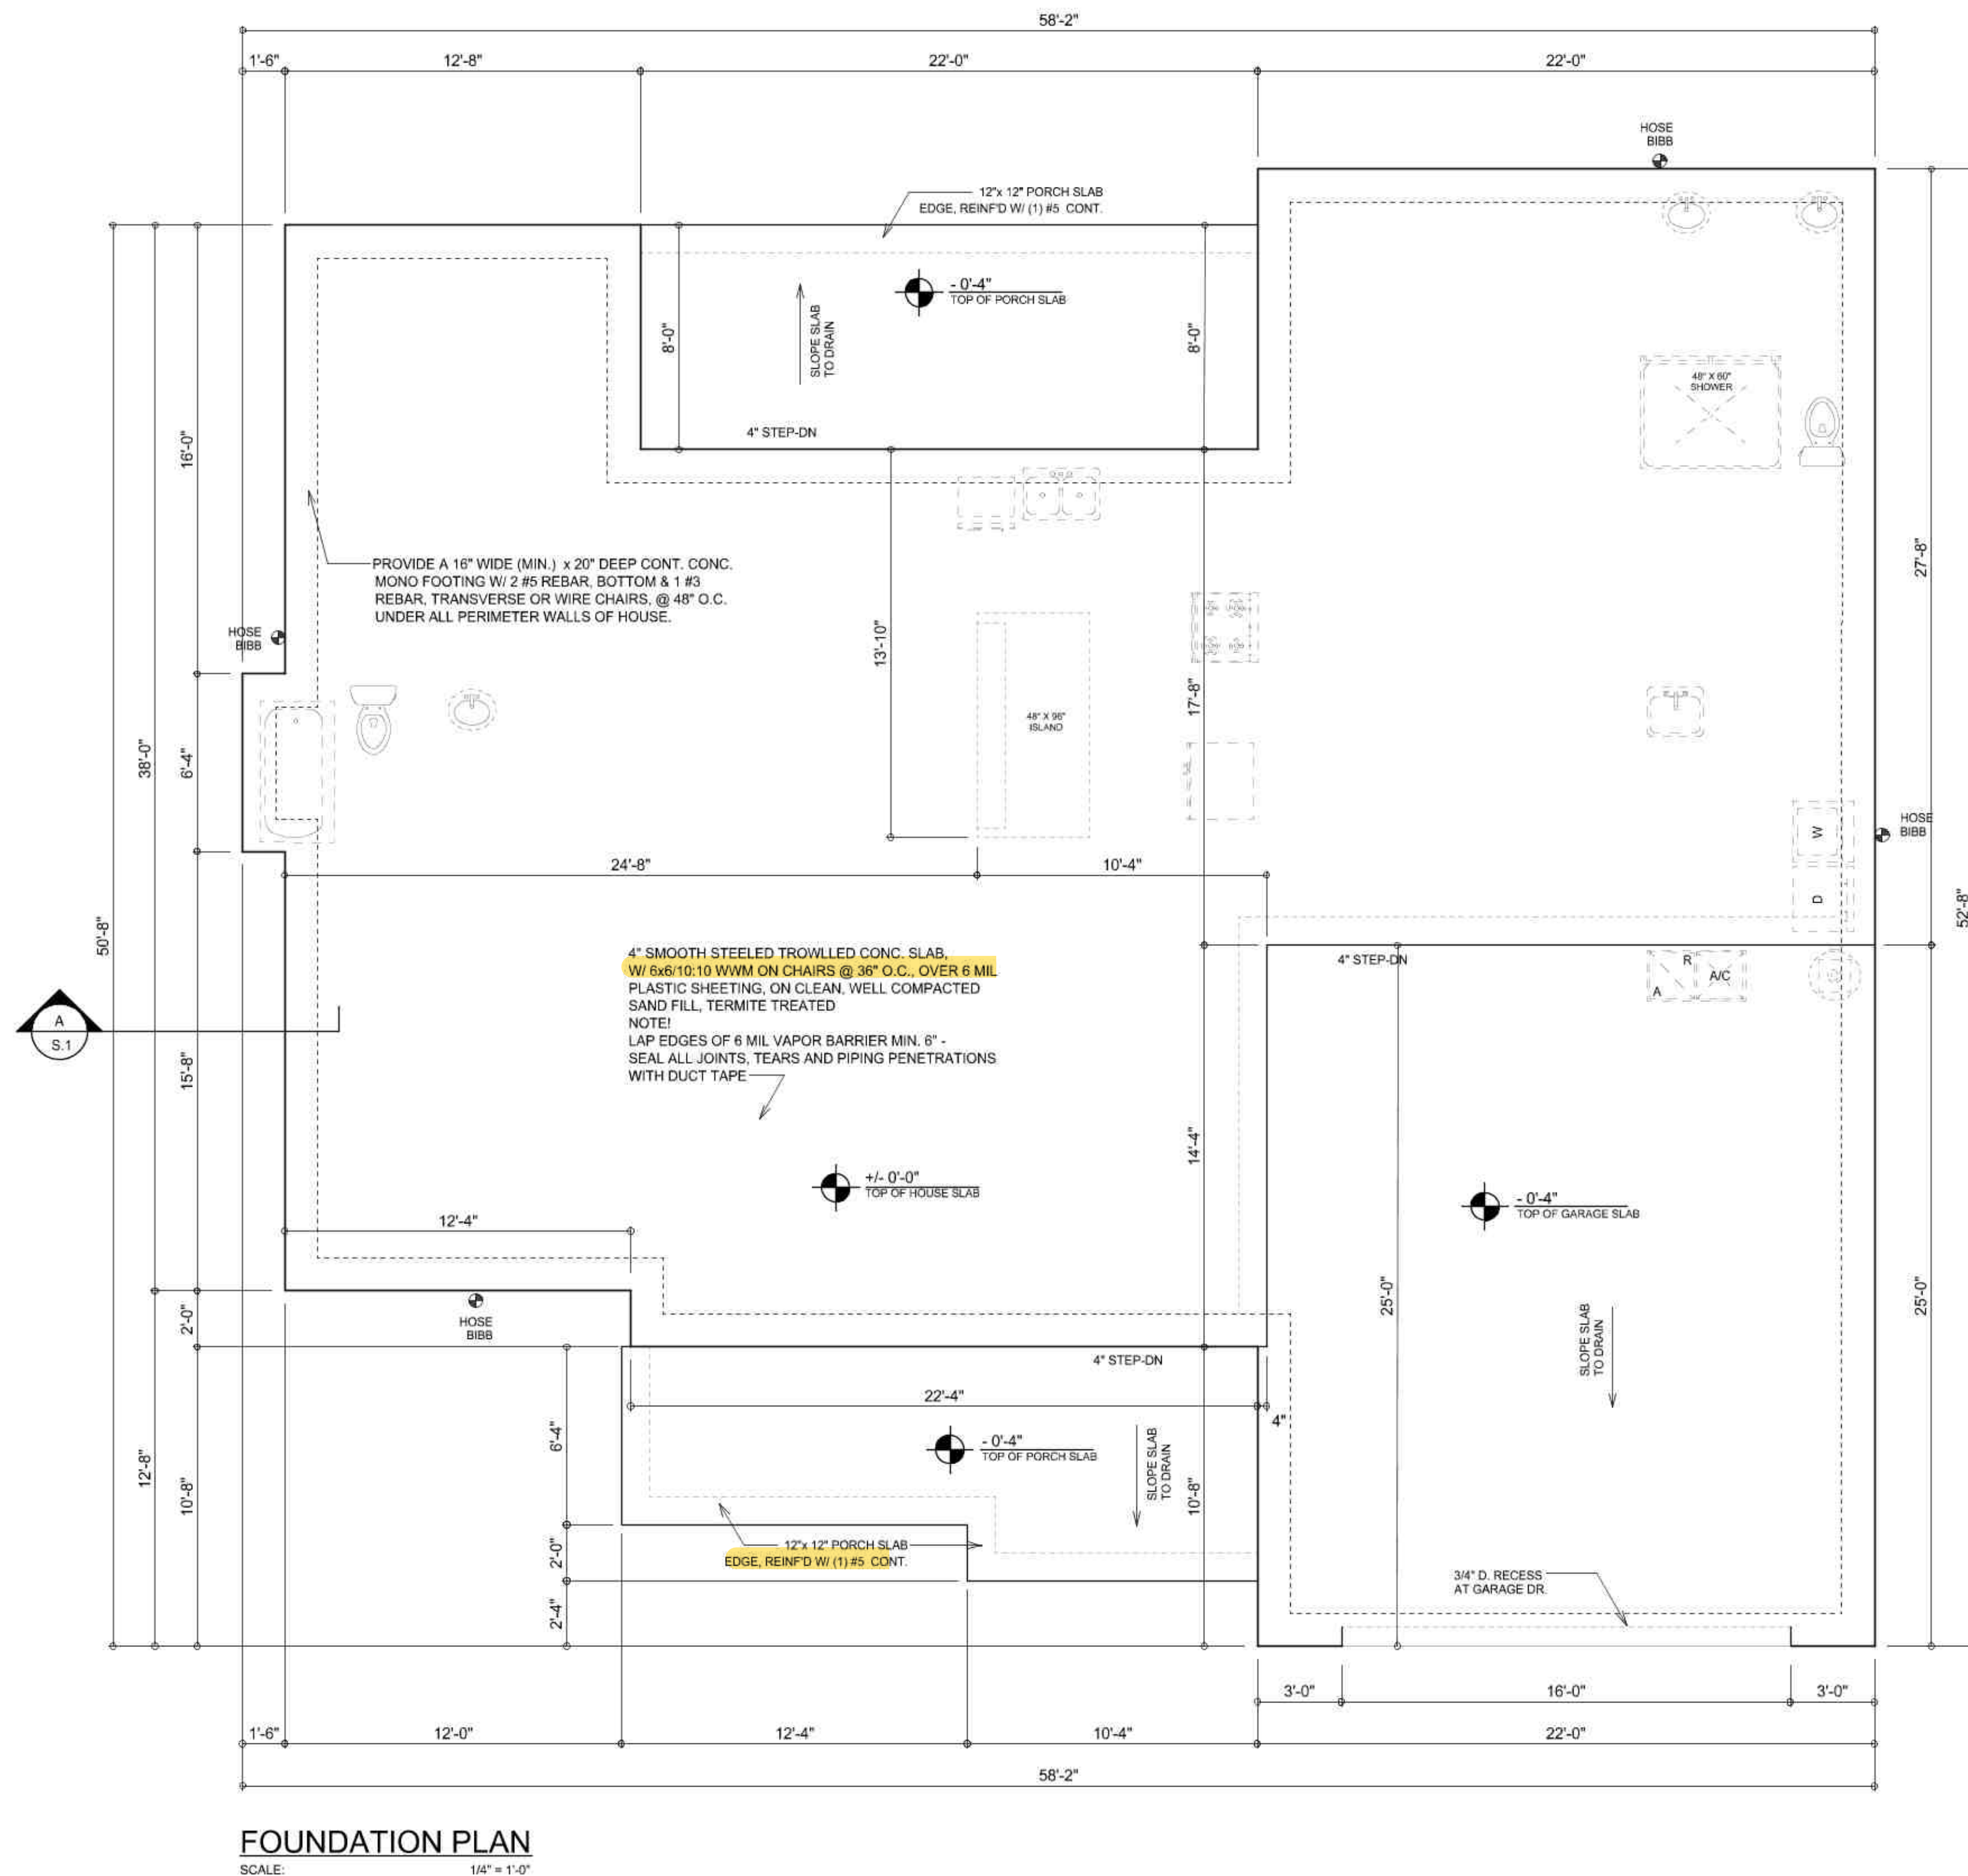 58'-2"
1'-6"
12'-8"
22'-0"
22'-0"
HOSE
BIBB
12"x 12" PORCH SLAB
EDGE, REINF'D W/ (1) #5 CONT.
- 0'-4"
TOP OF PORCH SLAB
SLOPE SLAB
TO DRAIN
8'-0"
8'-0"
4" STEP-DN
48" X 60"
SHOWER
16'-0"
27'-8"
PROVIDE A 16" WIDE (MIN.) x 20" DEEP CONT. CONC.
MONO FOOTING W/ 2 #5 REBAR, BOTTOM & 1 #3
REBAR, TRANSVERSE OR WIRE CHAIRS, @ 48" O.C.
UNDER ALL PERIMETER WALLS OF HOUSE.
HOSE
BIBB
13'-10"
17'-8"
48" X 96"
ISLAND
38'-0"
6'-4"
W
HOSE
BIBB
D
24'-8"
10'-4"
50'-8"
52'-8"
4" SMOOTH STEELED TROWLLED CONC. SLAB,
W/ 6x6/10:10 WWM ON CHAIRS @ 36" O.C., OVER 6 MIL
PLASTIC SHEETING, ON CLEAN, WELL COMPACTED
SAND FILL, TERMITE TREATED
NOTE!
LAP EDGES OF 6 MIL VAPOR BARRIER MIN. 6" -
SEAL ALL JOINTS, TEARS AND PIPING PENETRATIONS
WITH DUCT TAPE
4" STEP-DN
R
A/C
A
A
S.1
15'-8"
14'-4"
+/- 0'-0"
TOP OF HOUSE SLAB
- 0'-4"
TOP OF GARAGE SLAB
12'-4"
25'-0"
25'-0"
2'-0"
HOSE
BIBB
SLOPE SLAB
TO DRAIN
4" STEP-DN
22'-4"
4"
6'-4"
- 0'-4"
TOP OF PORCH SLAB
SLOPE SLAB
TO DRAIN
12'-8"
10'-8"
10'-8"
2'-0"
12"x 12" PORCH SLAB
EDGE, REINF'D W/ (1) #5 CONT.
2'-4"
3/4" D. RECESS
AT GARAGE DR.
3'-0"
16'-0"
3'-0"
1'-6"
12'-0"
12'-4"
10'-4"
22'-0"
58'-2"
FOUNDATION PLAN
SCALE: 1/4" = 1'-0"